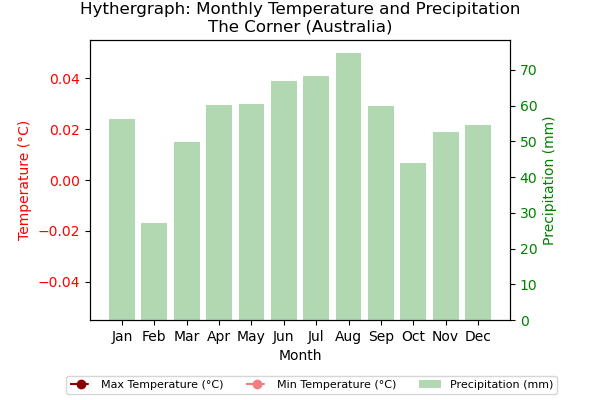 Hythergraph: Monthly Temperature and Precipitation
The Corner (Australia)
Temperature (°C)
0.04
0.02
0.00
−0.02
−0.04
70
60
50
40
30
20
10
0
Precipitation (mm)
Jan Feb Mar Apr May Jun Jul Aug Sep Oct Nov Dec
Month
Max Temperature (°C) Min Temperature (°C) Precipitation (mm)